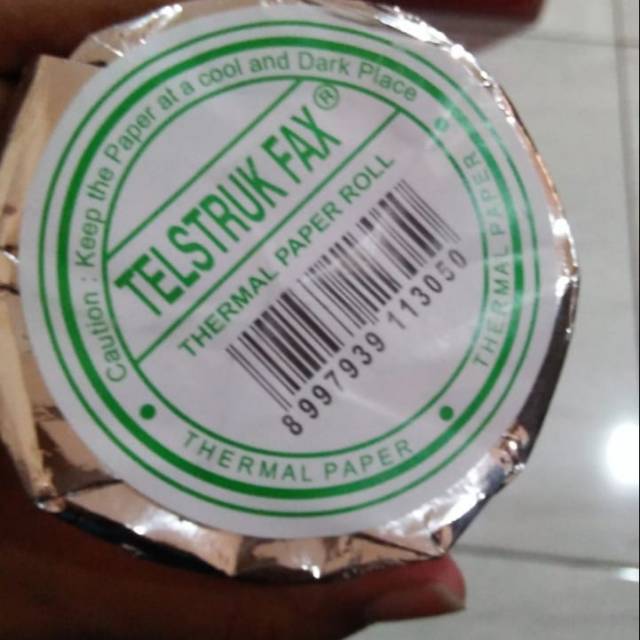 Caution : Keep the Paper at a cool and Dark Place
TELSTRUK FAX®
THERMAL PAPER ROLL
8997939 113050
THERMAL PAPER
THERMAL PAPER